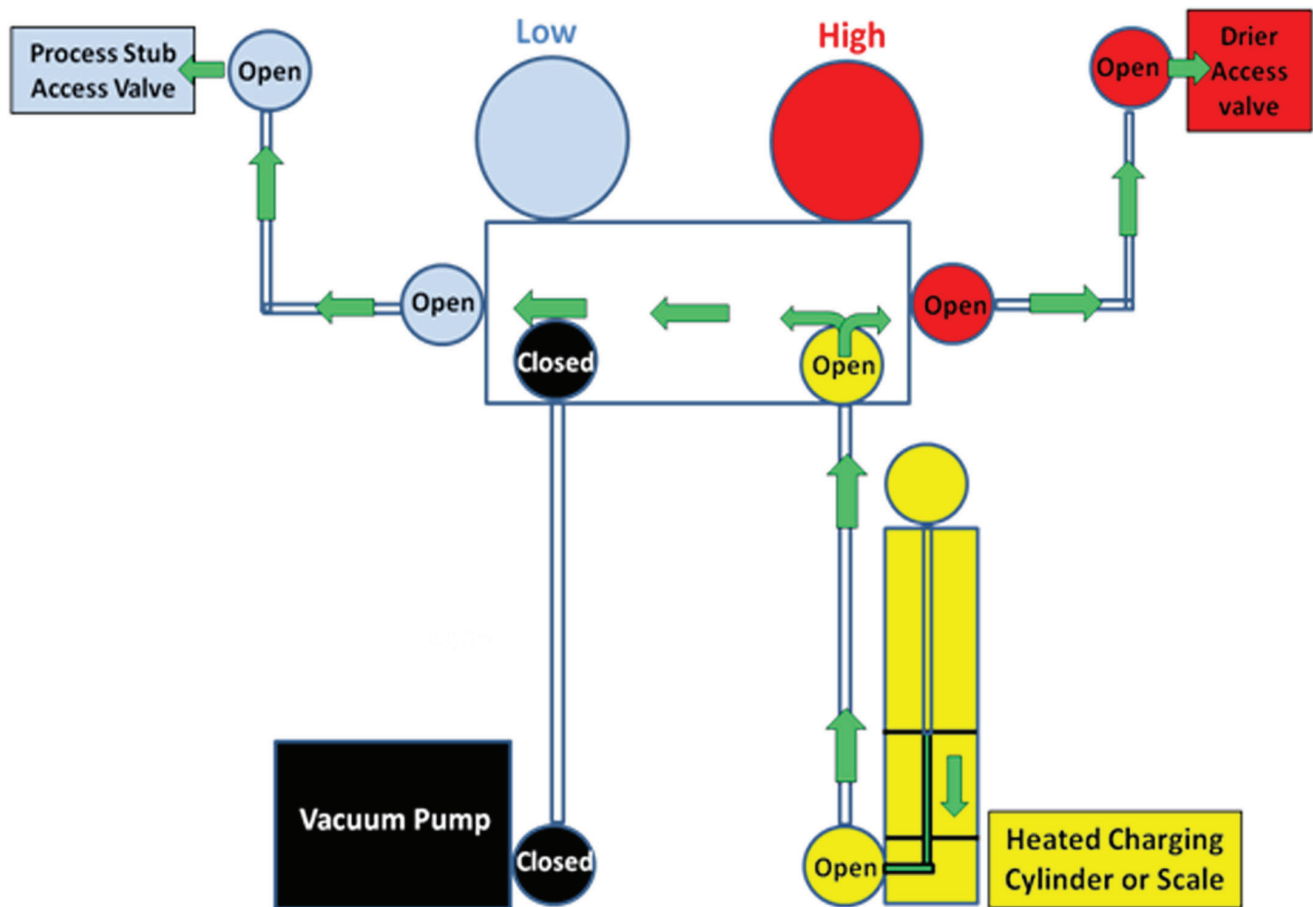 Low
High
Process Stub
Access Valve
Open
Open
Drier
Access
valve
Open
Open
Closed
Open
Vacuum Pump
Closed
Open
Heated Charging
Cylinder or Scale